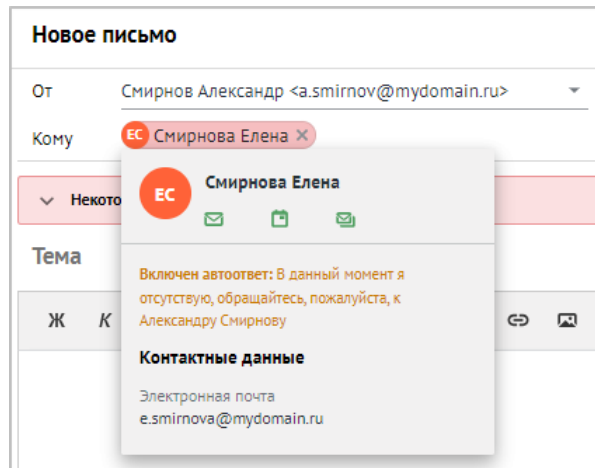 Новое письмо
От Смирнов Александр <a.smirnov@mydomain.ru>
Кому ЕС Смирнова Елена ×
ЕС Смирнова Елена
Тема
Включен автоответ: В данный момент я
отсутствую, обращайтесь, пожалуйста, к
Александру Смирнову
Ж К
Контактные данные
Электронная почта
e.smirnova@mydomain.ru